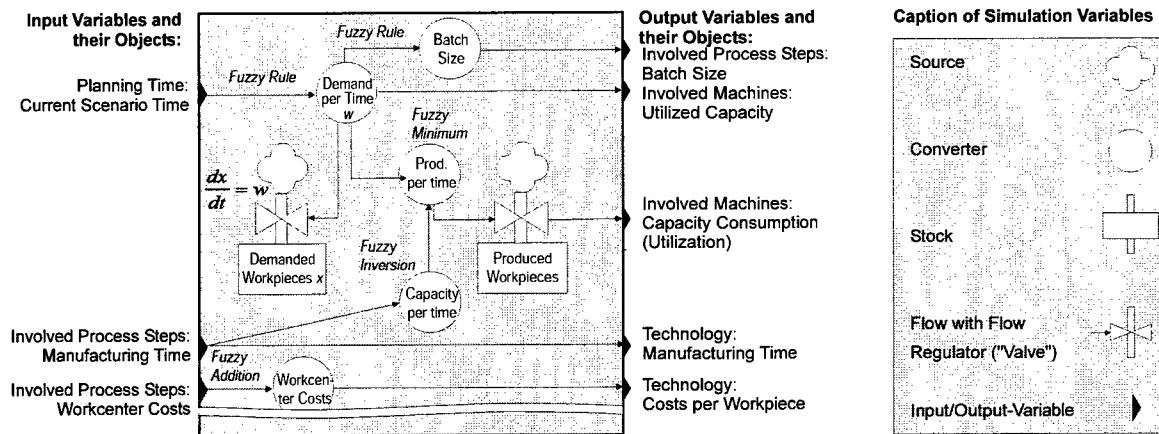 Input Variables and
their Objects:
Planning Time:
Current Scenario Time
Involved Process Steps:
Manufacturing Time
Involved Process Steps:
Workcenter Costs
Fuzzy Rule
Fuzzy Rule
Batch
Size
Demand
per Time
w
Fuzzy
Minimum
Prod.
per time
dx
dt
= w
Demanded
Workpieces x
Fuzzy
Inversion
Produced
Workpieces
Capacity
per time
Fuzzy
Addition
Workcen-
ter Costs
Output Variables and
their Objects:
Involved Process Steps:
Batch Size
Involved Machines:
Utilized Capacity
Involved Machines:
Capacity Consumption
(Utilization)
Technology:
Manufacturing Time
Technology:
Costs per Workpiece
Caption of Simulation Variables
Source
Converter
Stock
Flow with Flow
Regulator ("Valve")
Input/Output-Variable